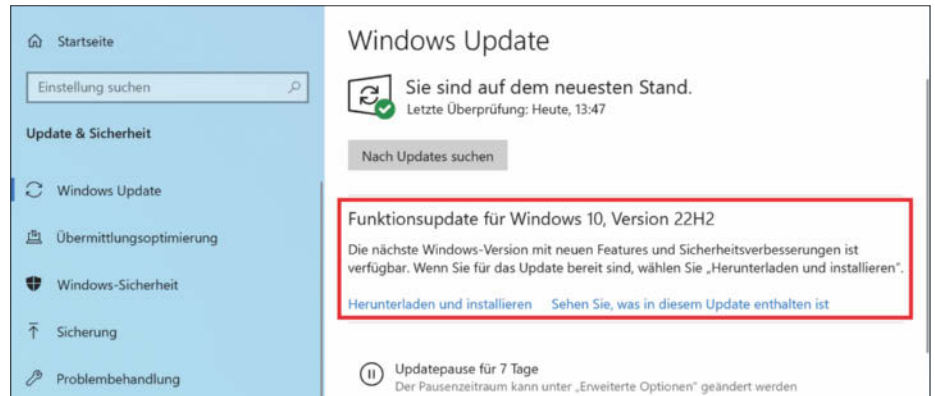 Startseite
Einstellung suchen
Update & Sicherheit
Windows Update
Übermittlungsoptimierung
Windows-Sicherheit
Sicherung
Problembehandlung
Windows Update
Sie sind auf dem neuesten Stand.
Letzte Überprüfung: Heute, 13:47
Nach Updates suchen
Funktionsupdate für Windows 10, Version 22H2
Die nächste Windows-Version mit neuen Features und Sicherheitsverbesserungen ist
verfügbar. Wenn Sie für das Update bereit sind, wählen Sie „Herunterladen und installieren“.
Herunterladen und installieren Sehen Sie, was in diesem Update enthalten ist
Updatepause für 7 Tage
Der Pausenzeitraum kann unter „Erweiterte Optionen“ geändert werden